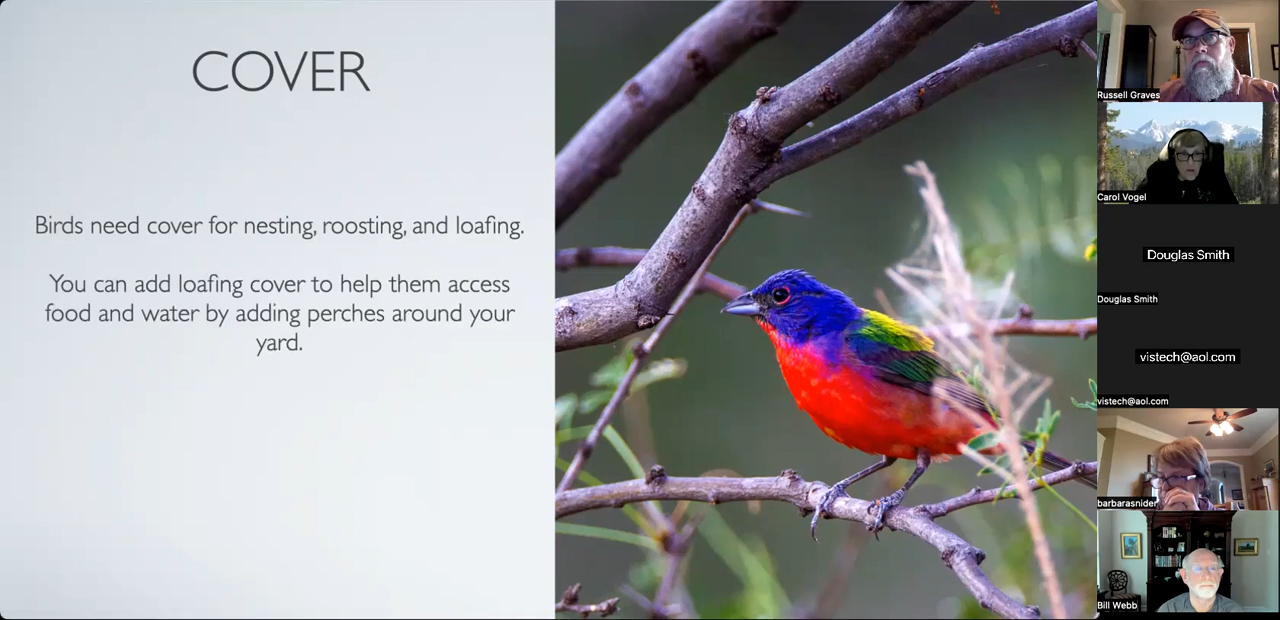 COVER
Birds need cover for nesting, roosting, and loafing.
You can add loafing cover to help them access
food and water by adding perches around your
yard.
Russell Graves
Carol Vogel
Douglas Smith
Douglas Smith
vistech@aol.com
vistech@aol.com
barbarasnider
Bill Webb